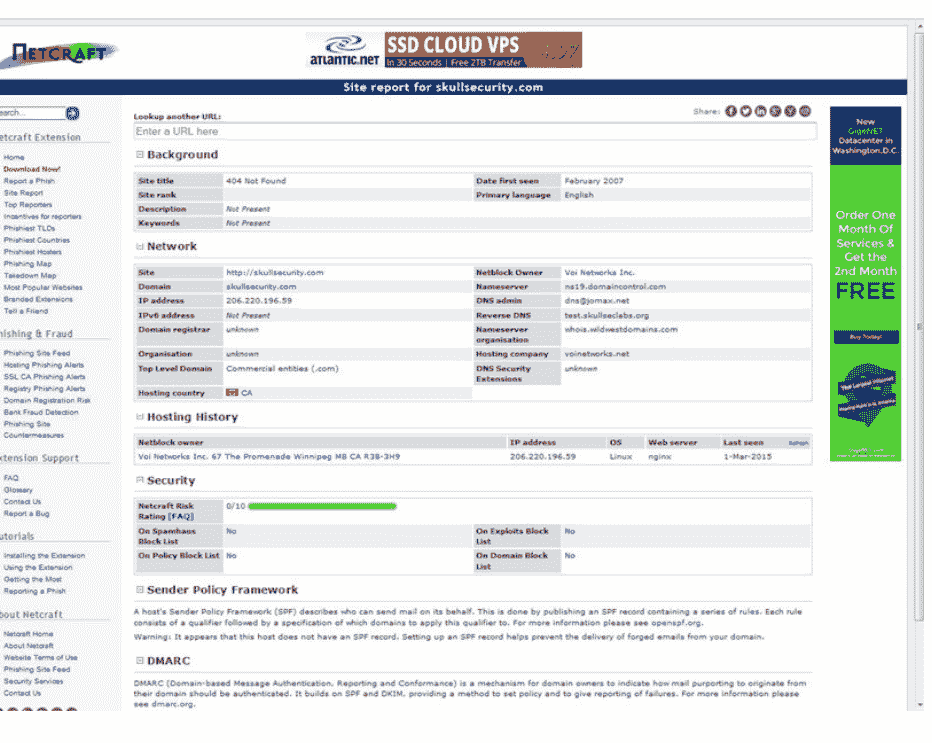 NETCRAFT
ATLANTIC.NET
SSD CLOUD VPS
In 30 Seconds | Free 2TB Transfer
Site report for skullsecurity.com
earch...
Lookup another URL:
Share:
Enter a URL here
etcraft Extension
Home
Download Now!
Report a Phish
Site Report
Top Reporters
Incentives for reporters
Phishiest TLDs
Phishiest Countries
Phishiest Hosters
Phishing Map
Takedown Map
Most Popular Websites
Branded Extensions
Tell a Friend
hishing & Fraud
Phishing Site Feed
Hosting Phishing Alerts
SSL CA Phishing Alerts
Registry Phishing Alerts
Domain Registration Risk
Bank Fraud Detection
Phishing Site
Countermeasures
xtension Support
FAQ
Glossary
Contact Us
Report a Bug
utorials
Installing the Extension
Using the Extension
Getting the Most
Reporting a Phish
bout Netcraft
Netcraft Home
About Netcraft
Website Terms of Use
Phishing Site Feed
Security Services
Contact Us
Background
Site title 404 Not Found Date first seen February 2007
Site rank Primary language English
Description Not Present
Keywords Not Present
Network
Site http://skullsecurity.com Netblock Owner Voi Networks Inc.
Domain skullsecurity.com Nameserver ns19.domaincontrol.com
IP address 206.220.196.59 DNS admin dns@jomax.net
IPv6 address Not Present Reverse DNS test.skullseclabs.org
Domain registrar unknown Nameserver organisation whois.wildwestdomains.com
Organisation unknown Hosting company voinetworks.net
Top Level Domain Commercial entities (.com) DNS Security Extensions unknown
Hosting country CA
Hosting History
Netblock owner IP address OS Web server Last seen Refresh
Voi Networks Inc. 67 The Promenade Winnipeg MB CA R3B-3H9 206.220.196.59 Linux nginx 1-Mar-2015
Security
Netcraft Risk Rating [FAQ] 0/10
On Spamhaus Block List No On Exploits Block List No
On Policy Block List No On Domain Block List No
Sender Policy Framework
A host's Sender Policy Framework (SPF) describes who can send mail on its behalf. This is done by publishing an SPF record containing a series of rules. Each rule
consists of a qualifier followed by a specification of which domains to apply this qualifier to. For more information please see openspf.org.
Warning: It appears that this host does not have an SPF record. Setting up an SPF record helps prevent the delivery of forged emails from your domain.
DMARC
DMARC (Domain-based Message Authentication, Reporting and Conformance) is a mechanism for domain owners to indicate how mail purporting to originate from
their domain should be authenticated. It builds on SPF and DKIM, providing a method to set policy and to give reporting of failures. For more information please
see dmarc.org.
New
GigeNET
Datacenter in
Washington,D.C.
Order One
Month Of
Services &
Get the
2nd Month
FREE
Buy Today!